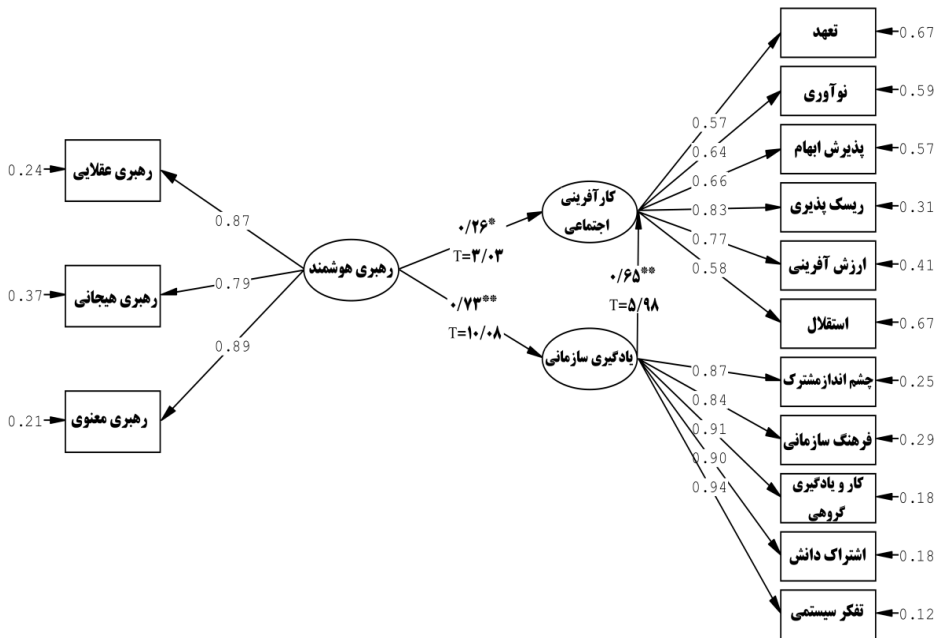 تعهد
0.67
نوآوری
0.59
پذیرش ابهام
0.57
ریسک پذیری
0.31
ارزش آفرینی
0.41
استقلال
0.67
چشم اندازمشترک
0.25
فرهنگ سازمانی
0.29
کار و یادگیری
گروهی
0.18
اشتراک دانش
0.18
تفکر سیستمی
0.12
0.57
0.64
0.66
0.83
0.77
0.58
0.87
0.84
0.91
0.90
0.94
کارآفرینی
اجتماعی
یادگیری سازمانی
۰/۶۵**
T=۵/۹۸
۰/۲۶*
T=۳/۰۳
۰/۷۳**
T=۱۰/۰۸
رهبری هوشمند
0.87
0.79
0.89
رهبری عقلایی
0.24
رهبری هیجانی
0.37
رهبری معنوی
0.21